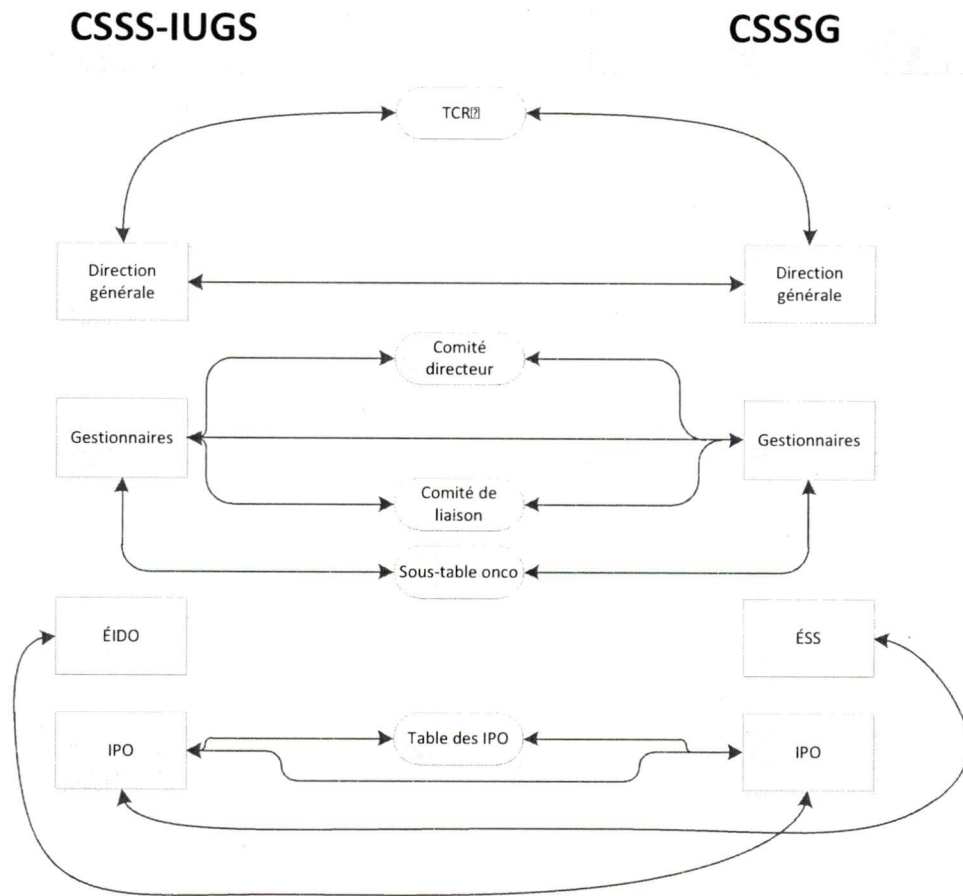 CSSS-IUGS
CSSSG
TCR
Direction
générale
Direction
générale
Comité
directeur
Gestionnaires
Gestionnaires
Comité de
liaison
Sous-table onco
ÉIDO
ÉSS
IPO
Table des IPO
IPO